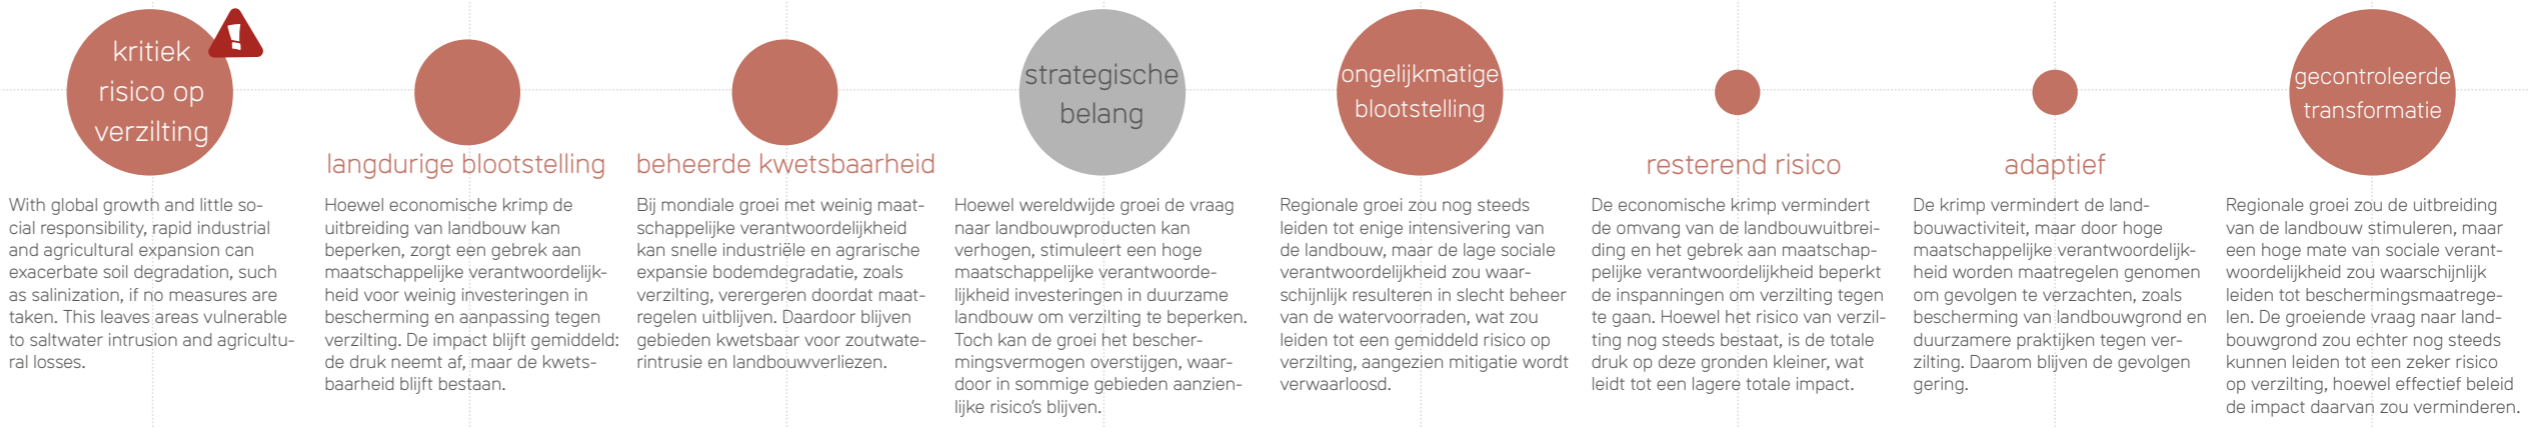 kritiek
risico op
verzilting
With global growth and little so-
cial responsibility, rapid industrial
and agricultural expansion can
exacerbate soil degradation, such
as salinization, if no measures are
taken. This leaves areas vulnerable
to saltwater intrusion and agricultu-
ral losses.
langdurige blootstelling
Hoewel economische krimp de
uitbreiding van landbouw kan
beperken, zorgt een gebrek aan
maatschappelijke verantwoordelijk-
heid voor weinig investeringen in
bescherming en aanpassing tegen
verzilting. De impact blijft gemiddeld:
de druk neemt af, maar de kwets-
baarheid blijft bestaan.
beheerde kwetsbaarheid
Bij mondiale groei met weinig maat-
schappelijke verantwoordelijkheid
kan snelle industriële en agrarische
expansie bodemdegradatie, zoals
verzilting, verergeren doordat maat-
regelen uitblijven. Daardoor blijven
gebieden kwetsbaar voor zoutwate-
rintrusie en landbouwverliezen.
strategische
belang
Hoewel wereldwijde groei de vraag
naar landbouwproducten kan
verhogen, stimuleert een hoge
maatschappelijke verantwoorde-
lijkheid investeringen in duurzame
landbouw om verzilting te beperken.
Toch kan de groei het bescher-
mingsvermogen overstijgen, waar-
door in sommige gebieden aanzien-
lijke risico's blijven.
ongelijkmatige
blootstelling
Regionale groei zou nog steeds
leiden tot enige intensivering van
de landbouw, maar de lage sociale
verantwoordelijkheid zou waar-
schijnlijk resulteren in slecht beheer
van de watervoorraden, wat zou
leiden tot een gemiddeld risico op
verzilting, aangezien mitigatie wordt
verwaarloosd.
resterend risico
De economische krimp vermindert
de omvang van de landbouwuitbrei-
ding en het gebrek aan maatschap-
pelijke verantwoordelijkheid beperkt
de inspanningen om verzilting tegen
te gaan. Hoewel het risico van verzil-
ting nog steeds bestaat, is de totale
druk op deze gronden kleiner, wat
leidt tot een lagere totale impact.
adaptief
De krimp vermindert de land-
bouwactiviteit, maar door hoge
maatschappelijke verantwoordelijk-
heid worden maatregelen genomen
om gevolgen te verzachten, zoals
bescherming van landbouwgrond en
duurzamere praktijken tegen ver-
zilting. Daarom blijven de gevolgen
gering.
gecontroleerde
transformatie
Regionale groei zou de uitbreiding
van de landbouw stimuleren, maar
een hoge mate van sociale verant-
woordelijkheid zou waarschijnlijk
leiden tot beschermingsmaatrege-
len. De groeiende vraag naar land-
bouwgrond zou echter nog steeds
kunnen leiden tot een zeker risico
op verzilting, hoewel effectief beleid
de impact daarvan zou verminderen.